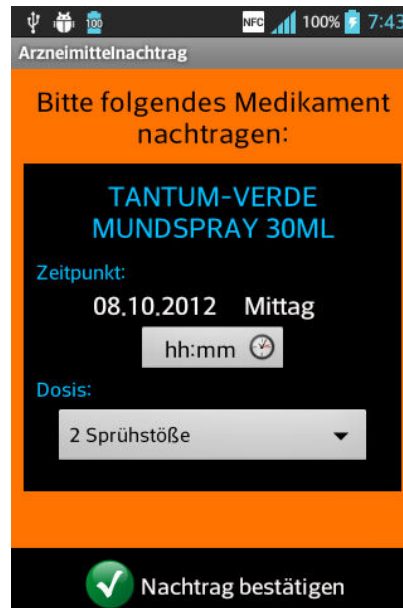 100 NFC 100% 7:43
Arzneimittelnachtrag
Bitte folgendes Medikament
nachtragen:
TANTUM-VERDE
MUNDSPRAY 30ML
Zeitpunkt:
08.10.2012 Mittag
hh:mm
Dosis:
2 Sprühstöße
Nachtrag bestätigen